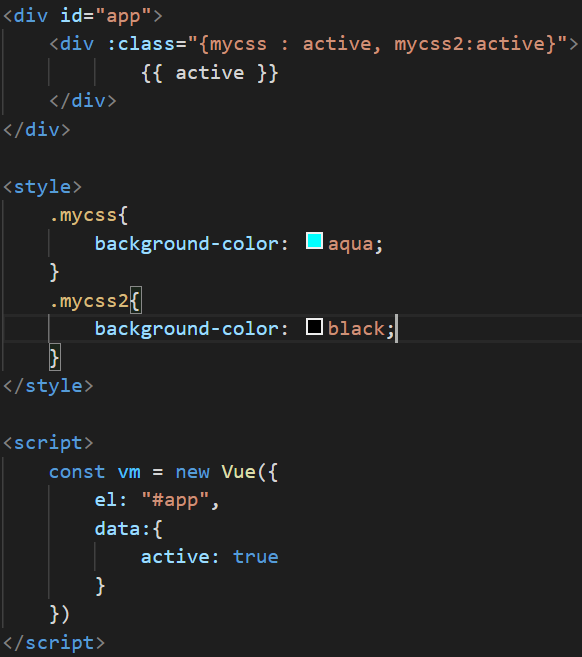 <div id="app">
    <div :class="{mycss : active, mycss2:active}">
            {{ active }}
    </div>
</div>

<style>
    .mycss{
        background-color: aqua;
    }
    .mycss2{
        background-color: black;
    }
</style>

<script>
    const vm = new Vue({
        el: "#app",
        data:{
            active: true
        }
    })
</script>